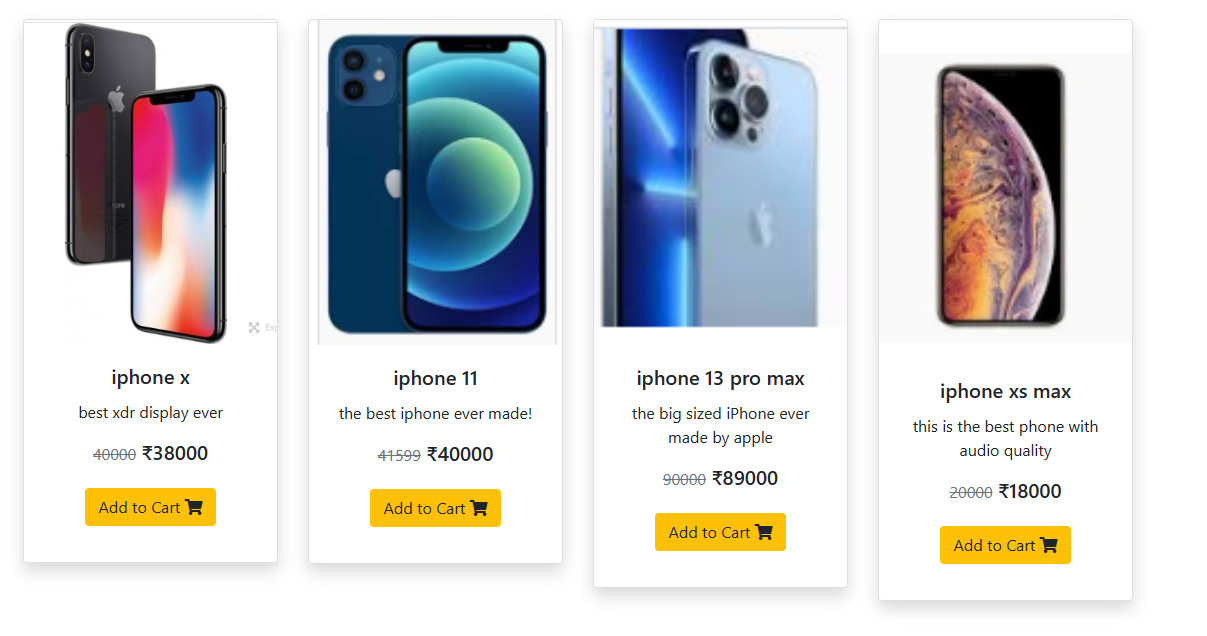 Exp
iphone x
best xdr display ever
40000 ₹38000
Add to Cart
iphone 11
the best iphone ever made!
41599 ₹40000
Add to Cart
iphone 13 pro max
the big sized iPhone ever
made by apple
90000 ₹89000
Add to Cart
iphone xs max
this is the best phone with
audio quality
20000 ₹18000
Add to Cart